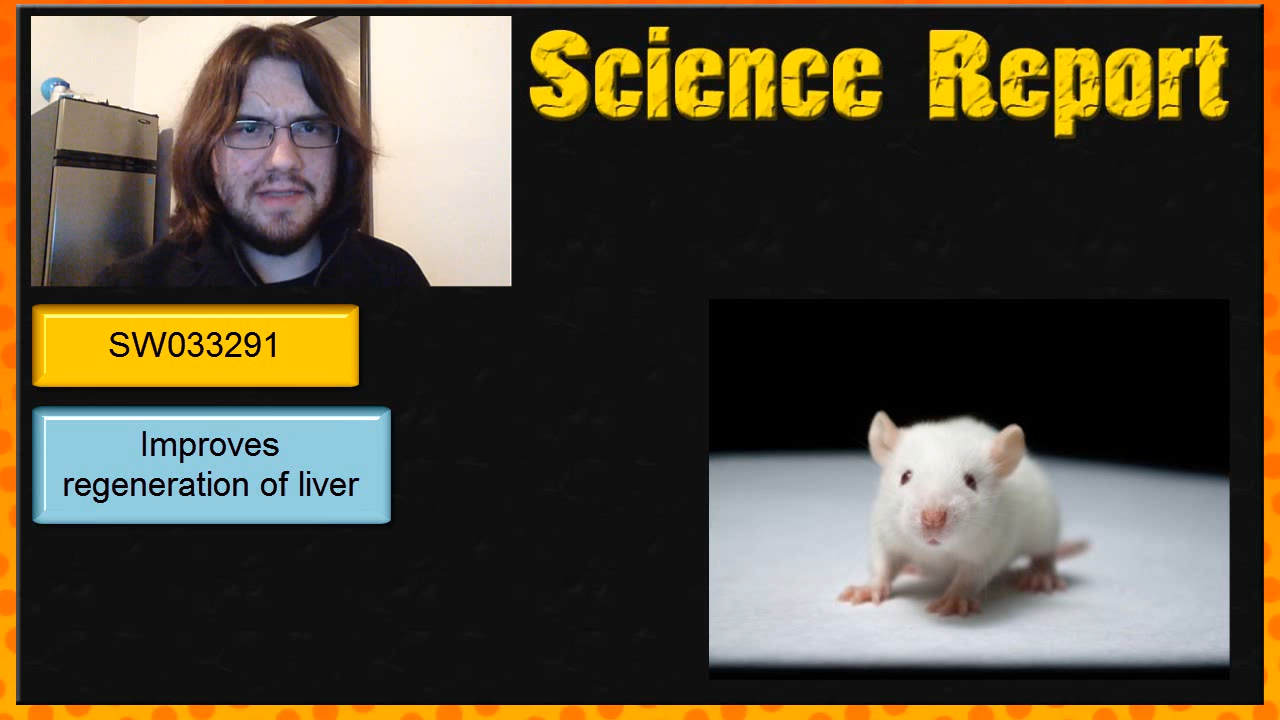 Science Report
SW033291
Improves
regeneration of liver